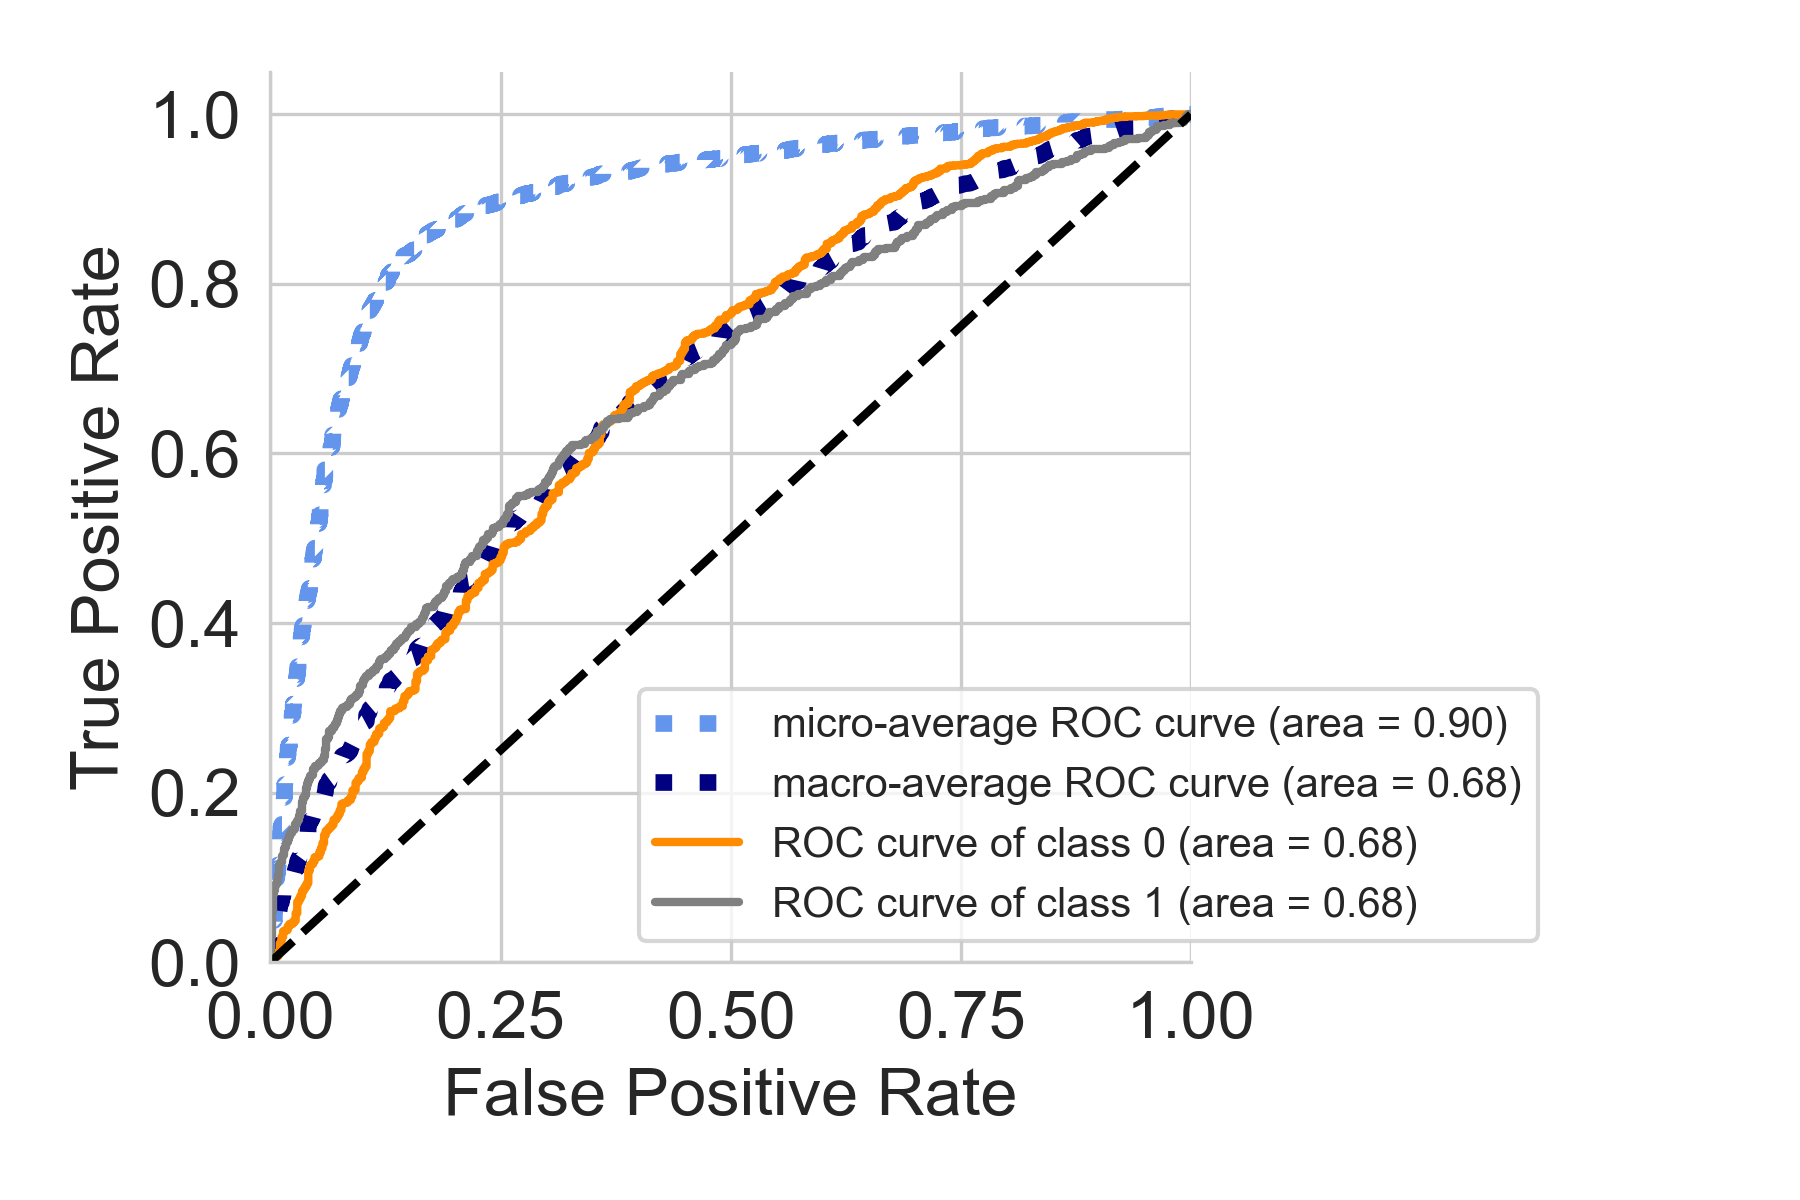 True Positive Rate
1.0
0.8
0.6
0.4
0.2
0.0
micro-average ROC curve (area = 0.90)
macro-average ROC curve (area = 0.68)
ROC curve of class 0 (area = 0.68)
ROC curve of class 1 (area = 0.68)
0.00 0.25 0.50 0.75 1.00
False Positive Rate